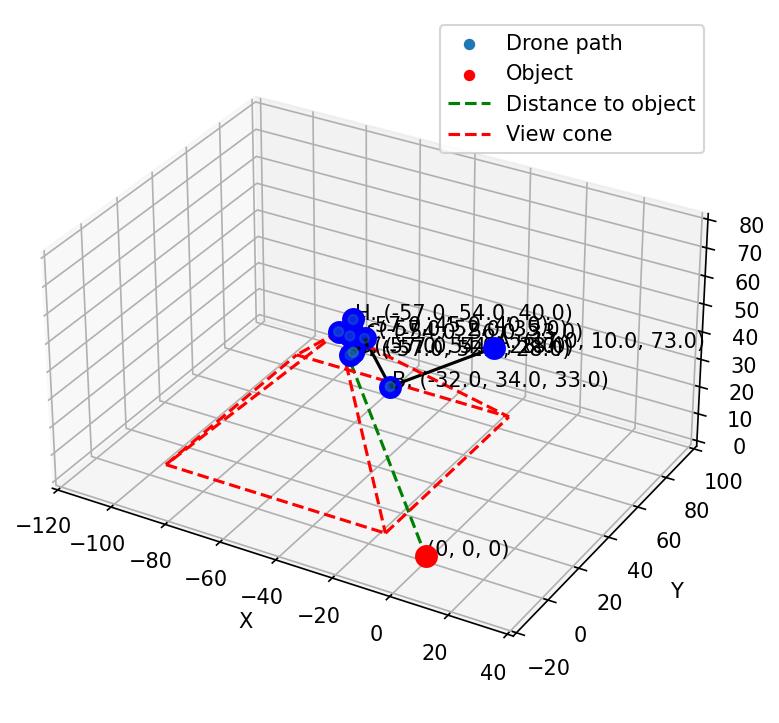 Drone path
Object
Distance to object
View cone
80
70
60
50
40
30
20
10
0
H, (-57.0, 54.0, 40.0)
10.0, 73.0)
B, (-32.0, 34.0, 33.0)
(0, 0, 0)
−120
−100
−80
−60
−40
−20
0
20
40
X
−20
0
20
40
60
80
100
Y